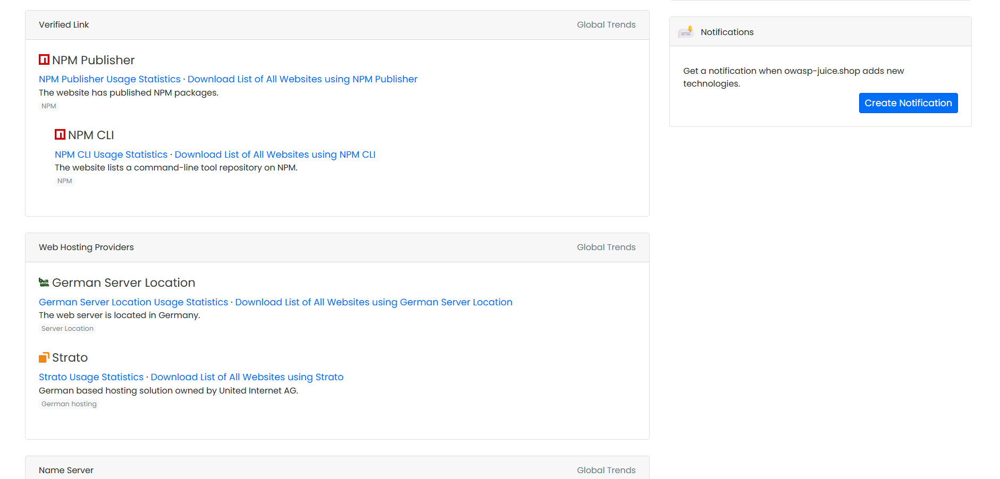 Verified Link
Global Trends
NPM Publisher
NPM Publisher Usage Statistics · Download List of All Websites using NPM Publisher
The website has published NPM packages.
NPM
NPM CLI
NPM CLI Usage Statistics · Download List of All Websites using NPM CLI
The website lists a command-line tool repository on NPM.
NPM
Web Hosting Providers
Global Trends
built with
German Server Location
German Server Location Usage Statistics · Download List of All Websites using German Server Location
The web server is located in Germany.
Server Location
Strato
Strato Usage Statistics · Download List of All Websites using Strato
German based hosting solution owned by United Internet AG.
German hosting
Name Server
Global Trends
Notifications
Get a notification when owasp-juice.shop adds new
technologies.
Create Notification